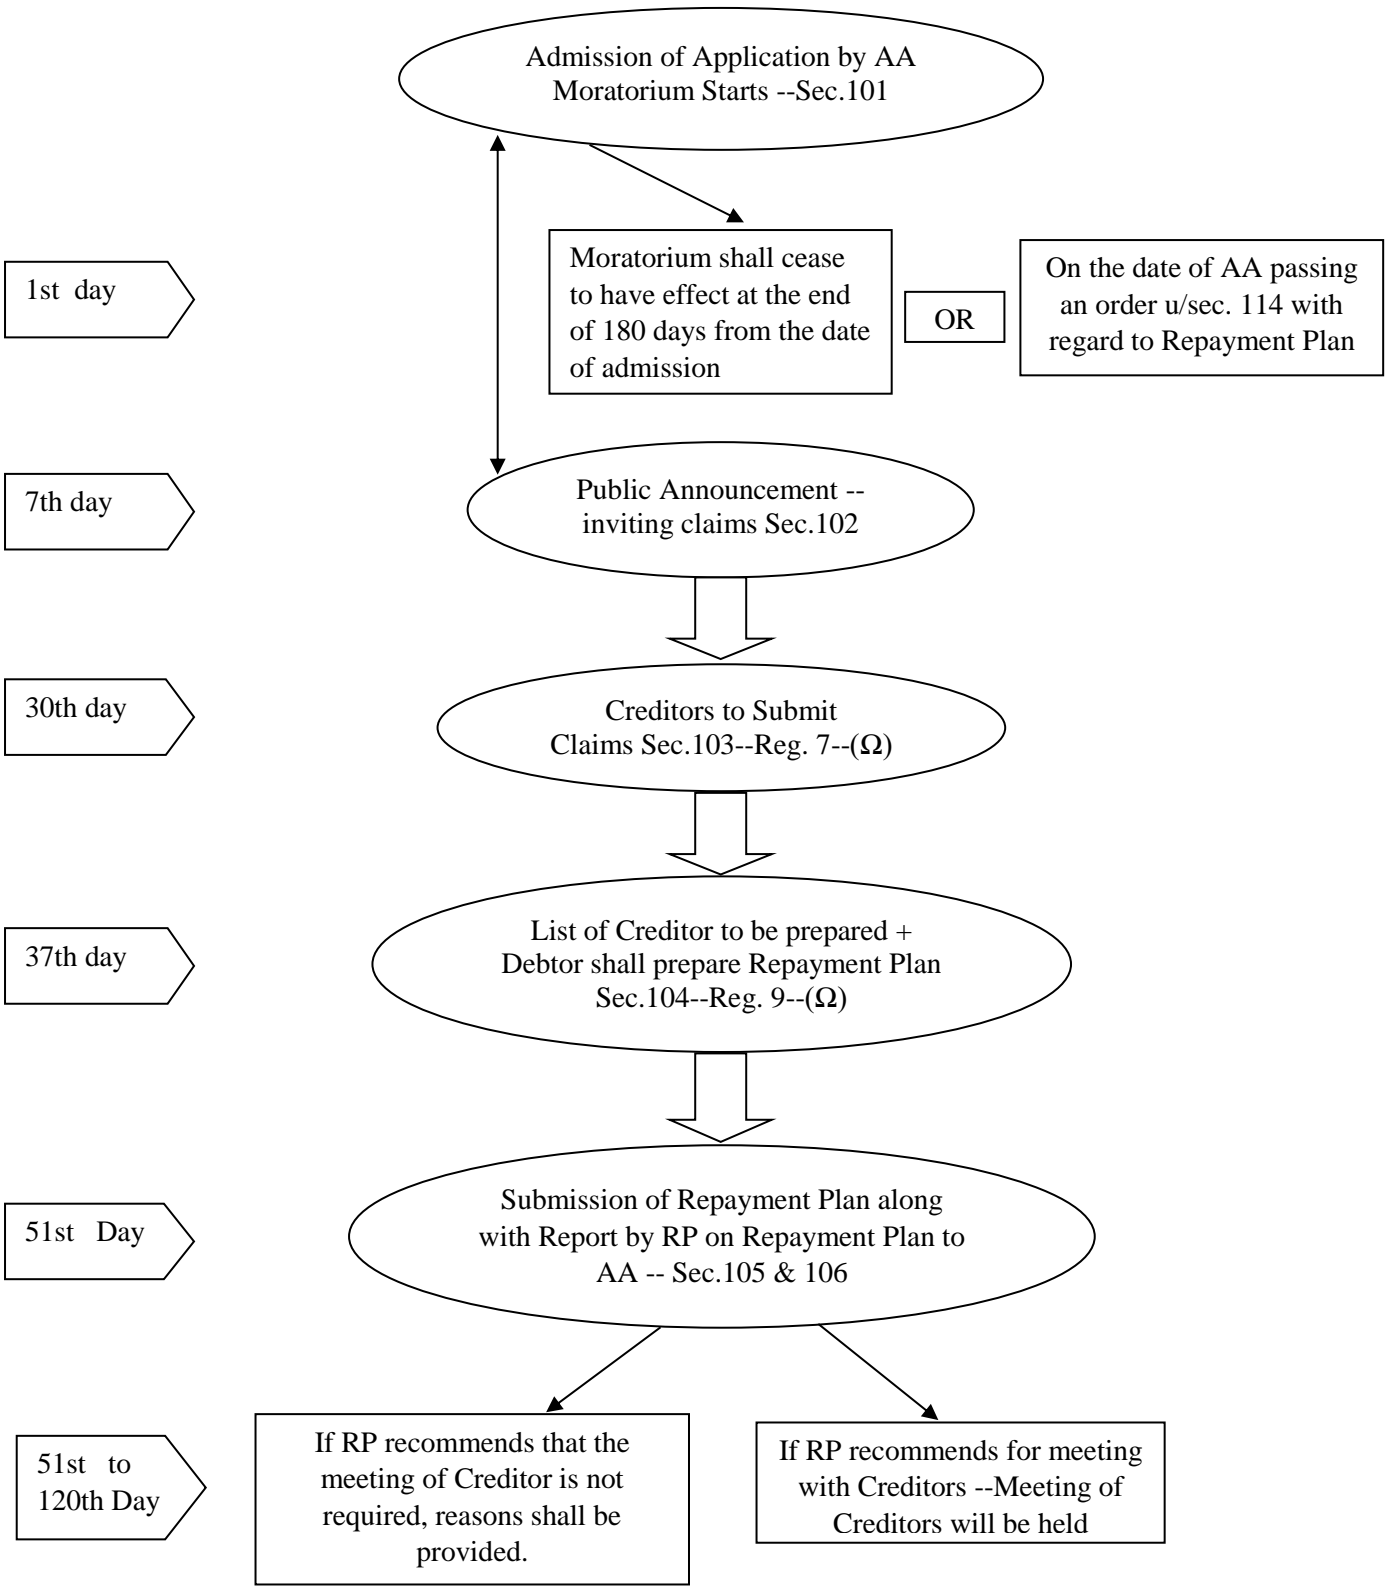 Admission of Application by AA
Moratorium Starts --Sec.101
1st day
Moratorium shall cease
to have effect at the end
of 180 days from the date
of admission
OR
On the date of AA passing
an order u/sec. 114 with
regard to Repayment Plan
7th day
Public Announcement --
inviting claims Sec.102
30th day
Creditors to Submit
Claims Sec.103--Reg. 7--(Ω)
37th day
List of Creditor to be prepared +
Debtor shall prepare Repayment Plan
Sec.104--Reg. 9--(Ω)
51st Day
Submission of Repayment Plan along
with Report by RP on Repayment Plan to
AA -- Sec.105 & 106
51st to
120th Day
If RP recommends that the
meeting of Creditor is not
required, reasons shall be
provided.
If RP recommends for meeting
with Creditors --Meeting of
Creditors will be held